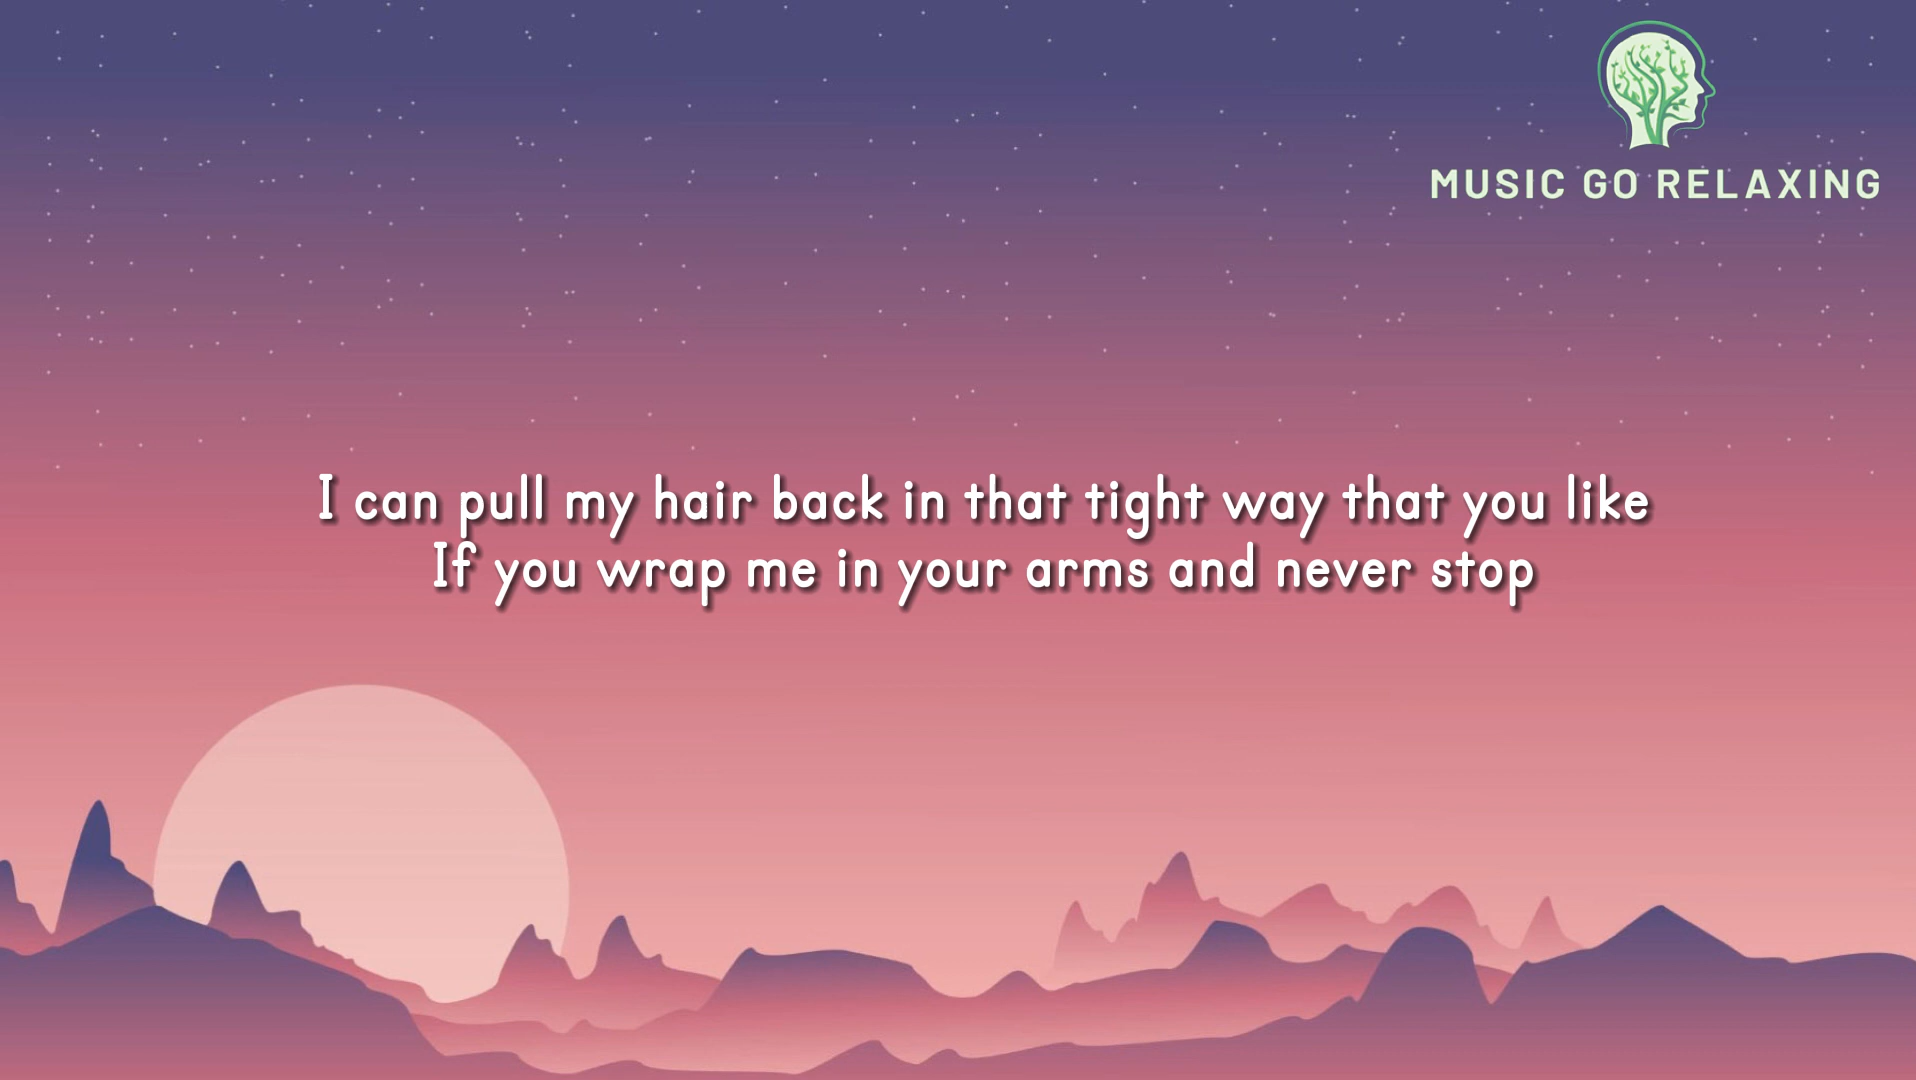 MUSIC GO RELAXING
I can pull my hair back in that tight way that you like
If you wrap me in your arms and never stop